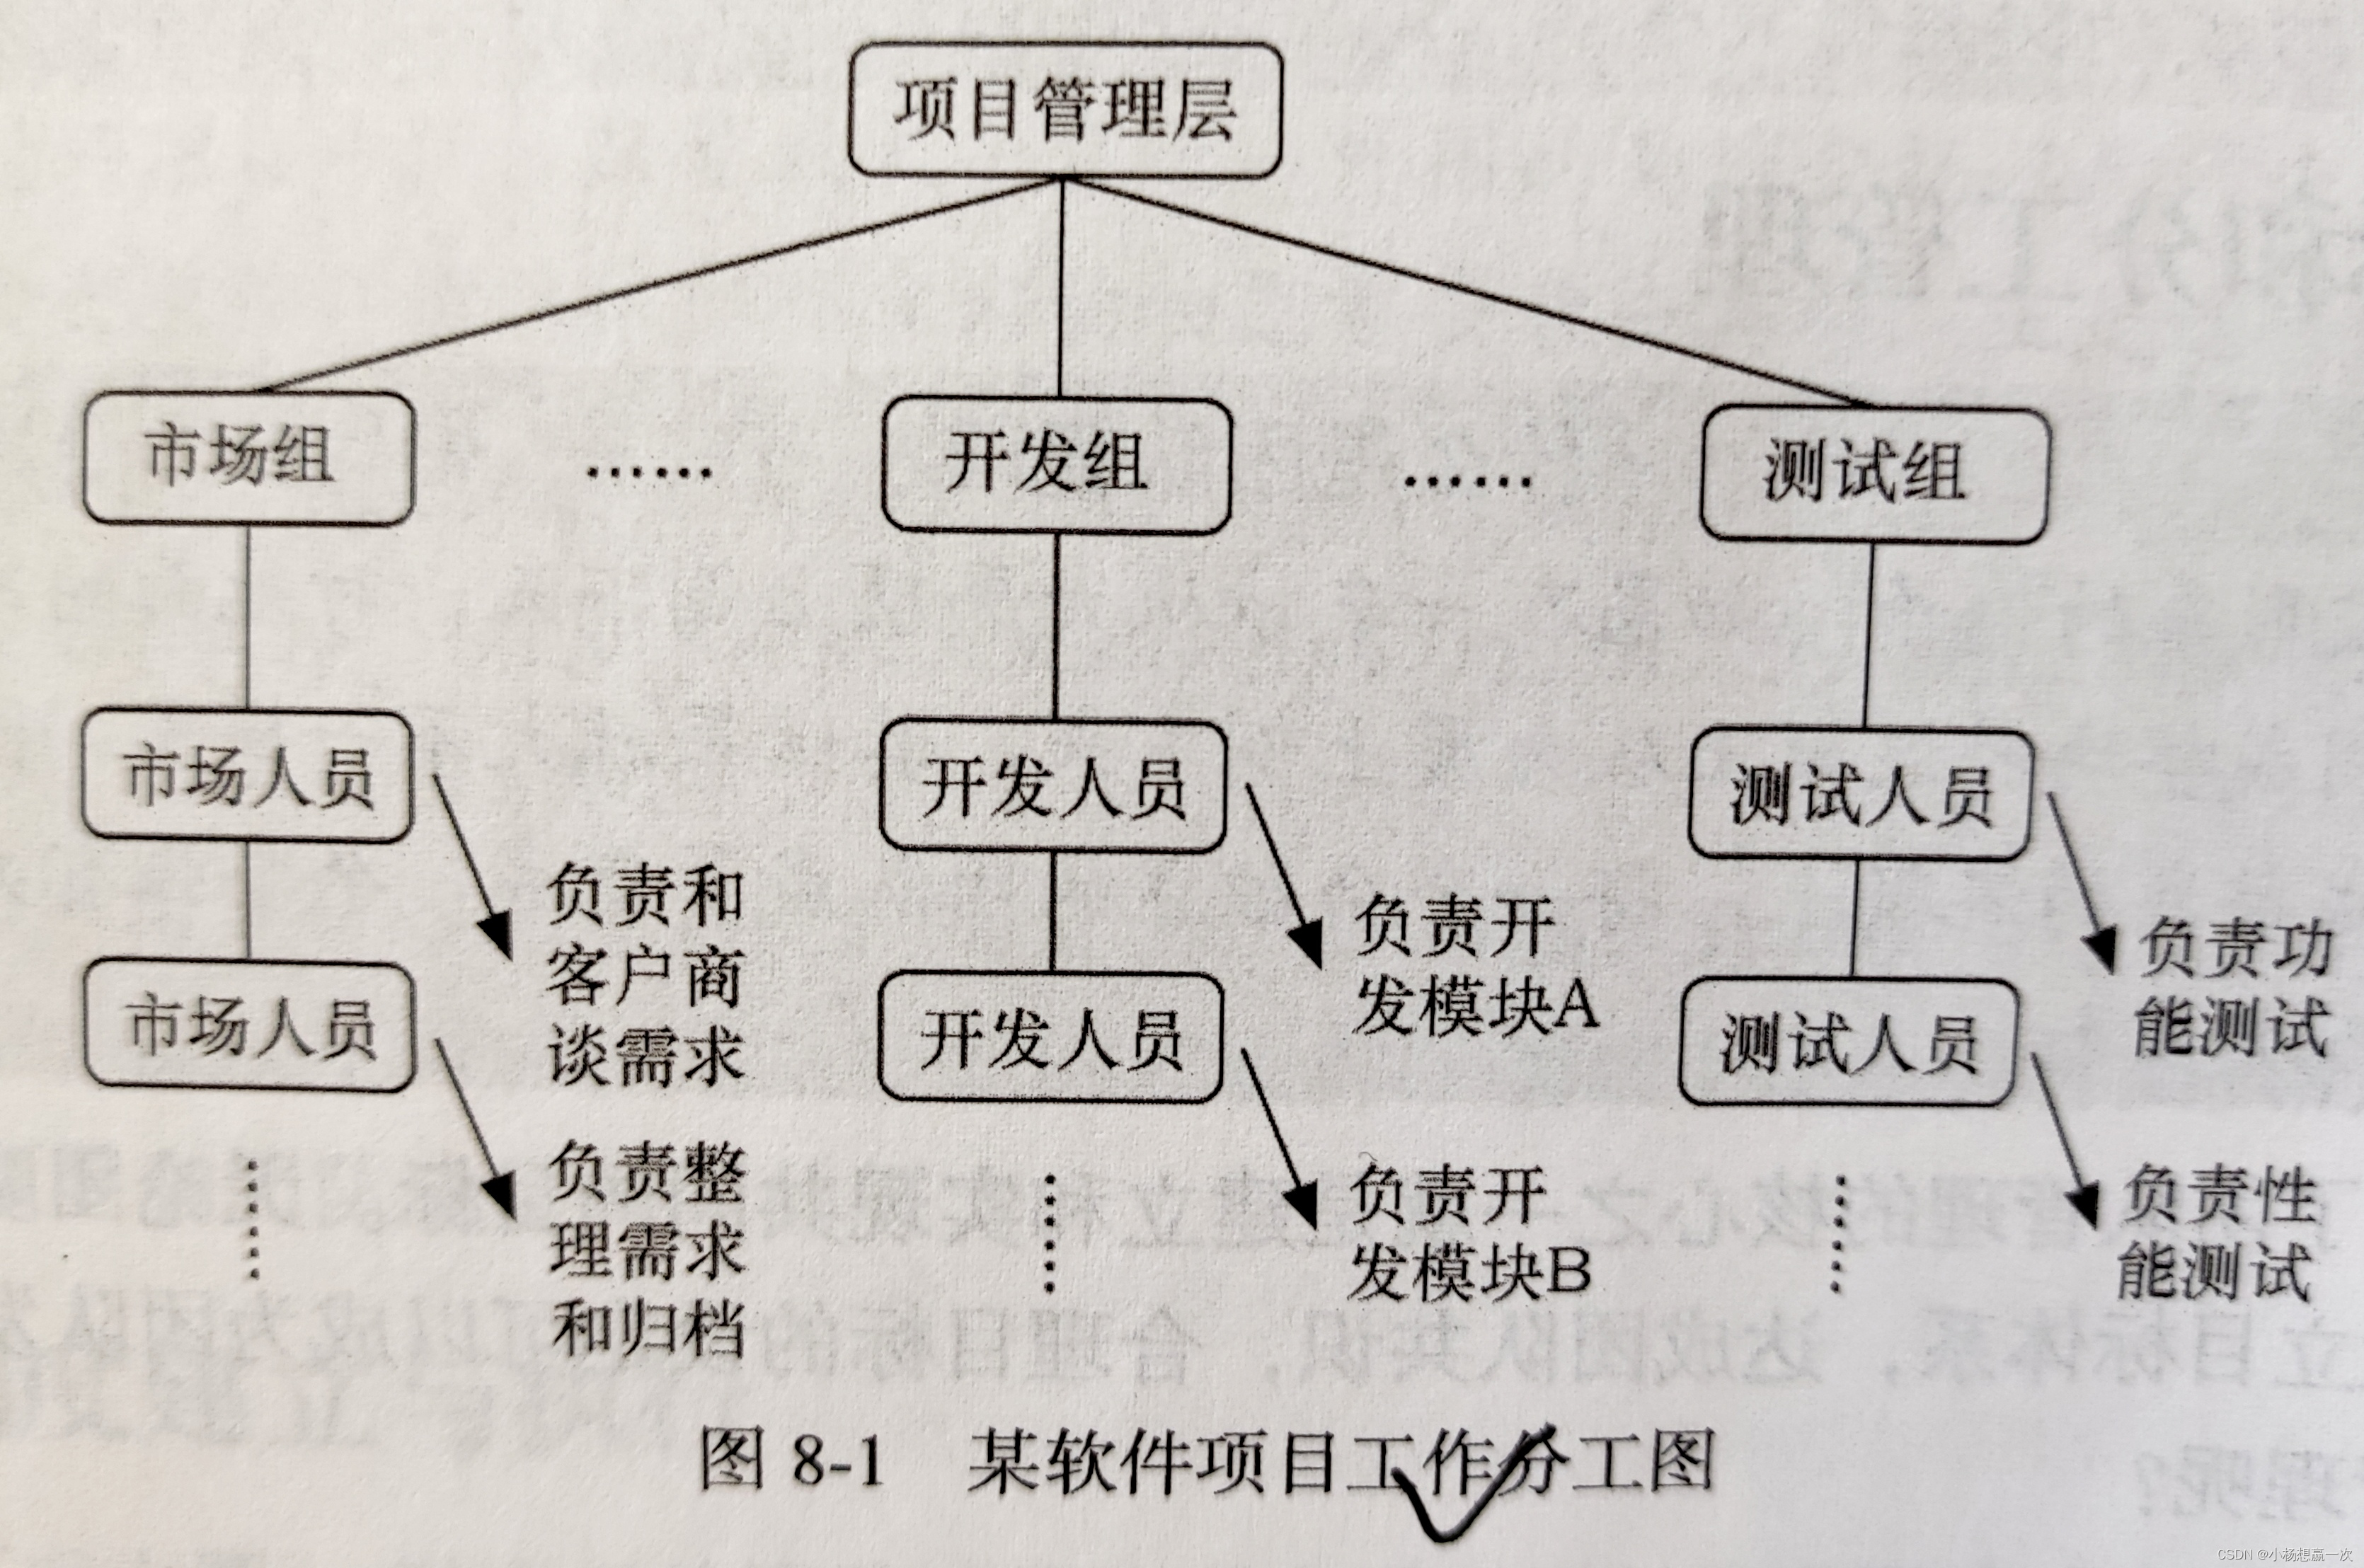 项目管理层
市场组
……
开发组
……
测试组
市场人员
开发人员
测试人员
负责和
客户商
谈需求
负责开
发模块A
负责功
能测试
市场人员
开发人员
测试人员
负责整
理需求
和归档
负责开
发模块B
负责性
能测试
图 8-1 某软件项目工作分工图
CSDN @小杨想赢一次